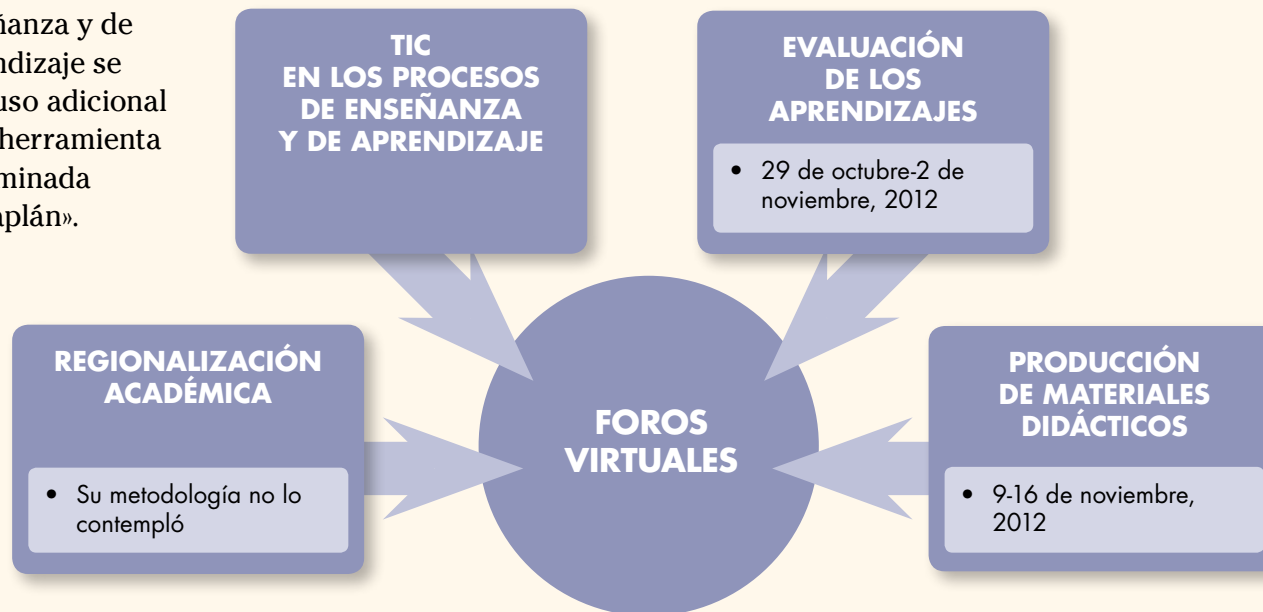 ñanza y de
ndizaje se
uso adicional
herramienta
minada
aplán».
TIC
EN LOS PROCESOS
DE ENSEÑANZA
Y DE APRENDIZAJE
EVALUACIÓN
DE LOS
APRENDIZAJES
• 29 de octubre-2 de
noviembre, 2012
REGIONALIZACIÓN
ACADÉMICA
• Su metodología no lo
contempló
FOROS
VIRTUALES
PRODUCCIÓN
DE MATERIALES
DIDÁCTICOS
• 9-16 de noviembre,
2012